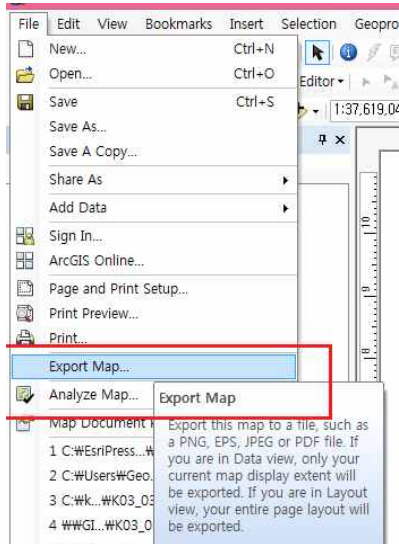 File Edit View Bookmarks Insert Selection Geopro
New... Ctrl+N
Open... Ctrl+O
Editor
Save Ctrl+S
1:37,619,04
Save As...
Save A Copy...
Share As
Add Data
Sign In...
ArcGIS Online...
Page and Print Setup...
Print Preview...
Print...
Export Map...
Analyze Map...
Map Document
1 C:₩EsriPress...₩
2 C:₩Users₩Geo.
3 C:₩k...₩K03_03
4 ₩₩GI...₩K03_0
Export Map
Export this map to a file, such as
a PNG, EPS, JPEG or PDF file. If
you are in Data view, only your
current map display extent will
be exported. If you are in Layout
view, your entire page layout will
be exported.
10
9
8